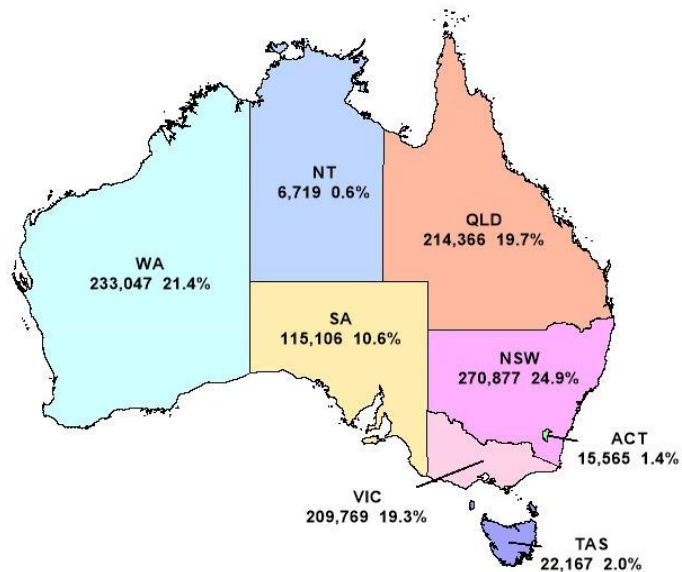 NT
6,719 0.6%
QLD
214,366 19.7%
WA
233,047 21.4%
SA
115,106 10.6%
NSW
270,877 24.9%
ACT
15,565 1.4%
VIC
209,769 19.3%
TAS
22,167 2.0%